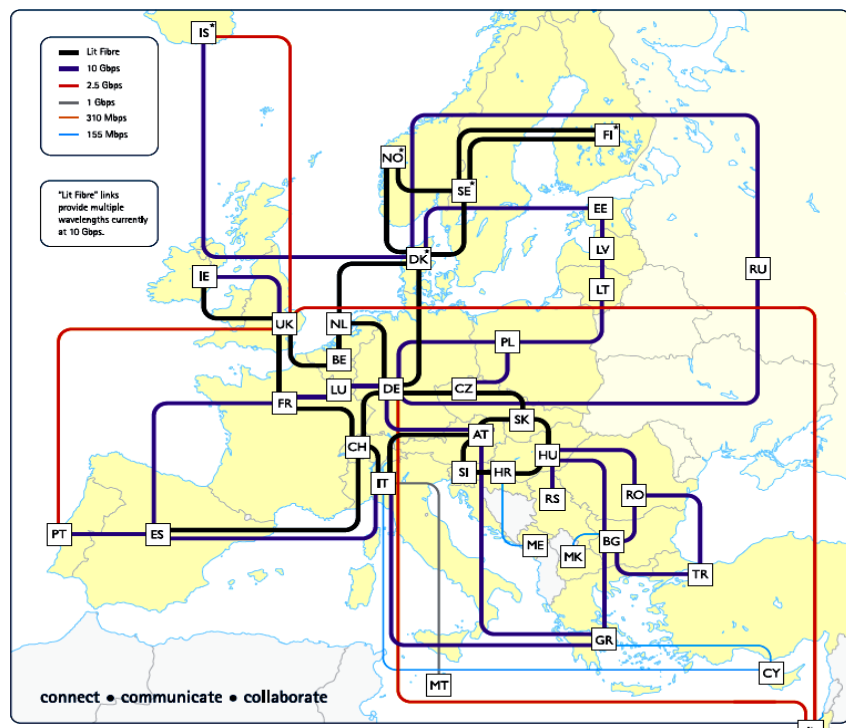 IS*
Lit Fibre
10 Gbps
2.5 Gbps
1 Gbps
310 Mbps
155 Mbps
"Lit Fibre" links
provide multiple
wavelengths currently
at 10 Gbps.
NO*
FI*
SE*
EE
LV
DK*
RU
IE
LT
UK
NL
PL
BE
LU
DE
CZ
FR
SK
AT
CH
HU
SI
HR
IT
RS
RO
PT
ES
BG
ME
MK
TR
GR
CY
MT
connect • communicate • collaborate